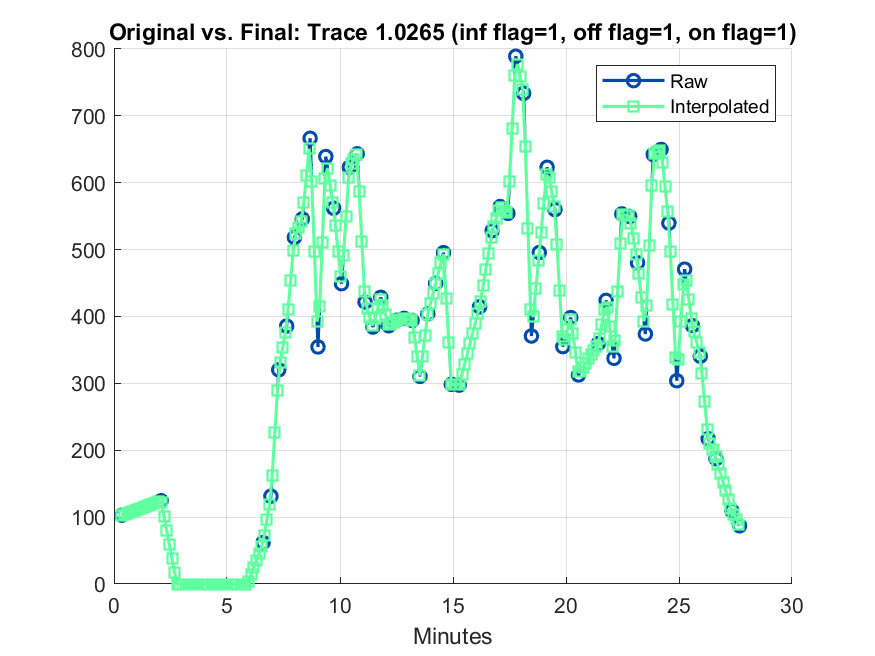 Original vs. Final: Trace 1.0265 (inf flag=1, off flag=1, on flag=1)
800
700
600
500
400
300
200
100
0
Raw
Interpolated
0 5 10 15 20 25 30
Minutes